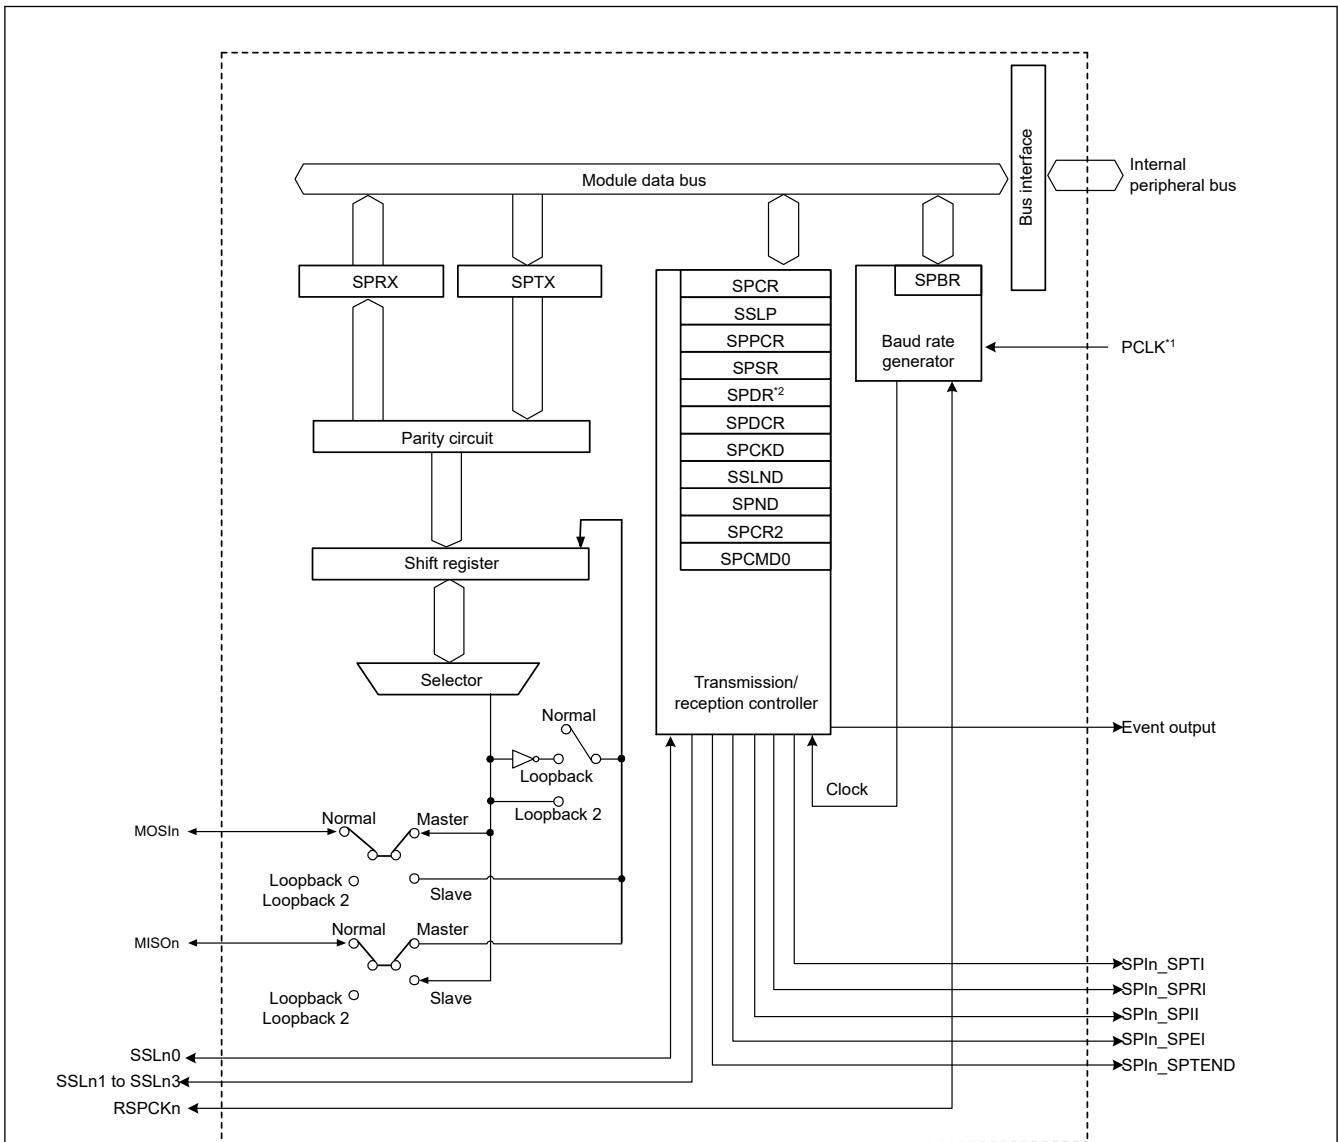 Bus interface
Internal
peripheral bus
Module data bus
SPRX
SPTX
SPCR
SSLP
SPPCR
SPSR
SPDR*2
SPDCR
SPCKD
SSLND
SPND
SPCR2
SPCMD0
SPBR
Baud rate
generator
PCLK*1
Parity circuit
Shift register
Selector
Transmission/
reception controller
Normal
Loopback
Loopback 2
Event output
Clock
MOSIn
Normal
Master
Loopback
Loopback 2
Slave
MISOn
Normal
Master
Loopback
Loopback 2
Slave
SPIn_SPTI
SPIn_SPRI
SPIn_SPII
SPIn_SPEI
SPIn_SPTEND
SSLn0
SSLn1 to SSLn3
RSPCKn